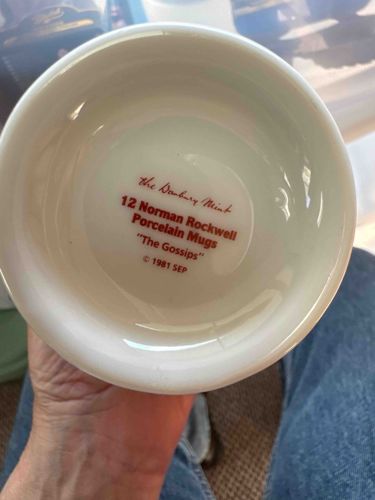 the Danbury Mint
12 Norman Rockwell
Porcelain Mugs
"The Gossips"
© 1981 SEP